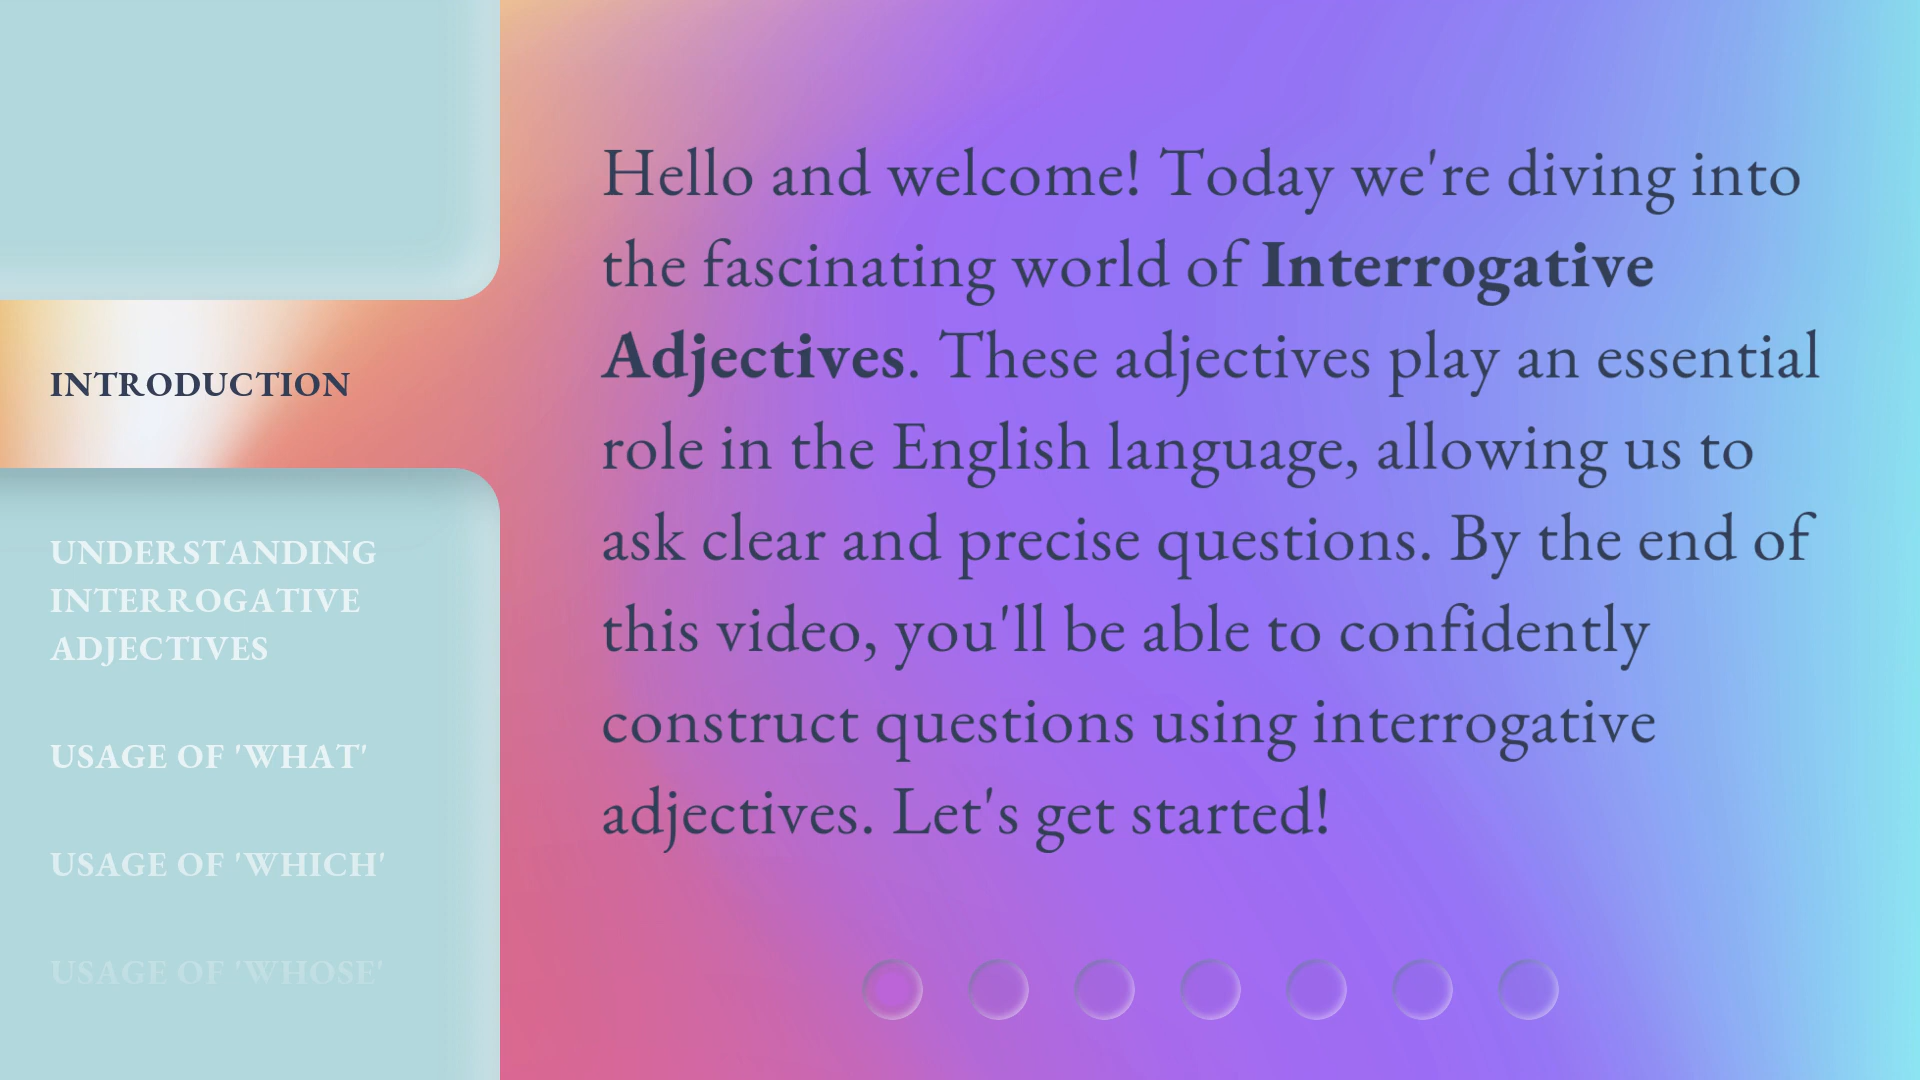 INTRODUCTION
UNDERSTANDING
INTERROGATIVE
ADJECTIVES
USAGE OF 'WHAT'
USAGE OF 'WHICH'
USAGE OF 'WHOSE'
Hello and welcome! Today we're diving into
the fascinating world of Interrogative
Adjectives. These adjectives play an essential
role in the English language, allowing us to
ask clear and precise questions. By the end of
this video, you'll be able to confidently
construct questions using interrogative
adjectives. Let's get started!